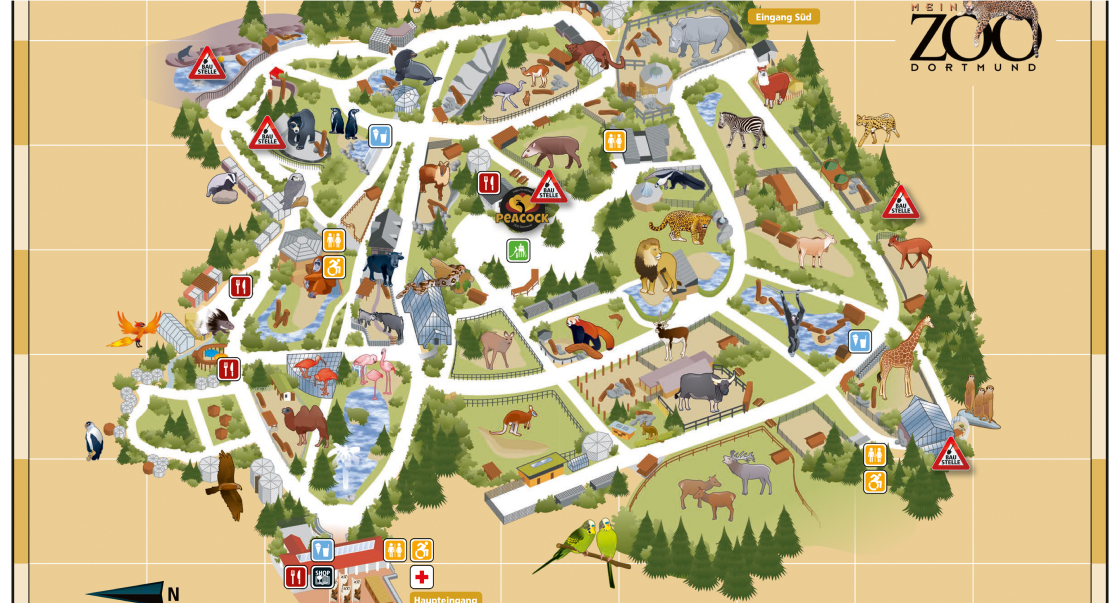 Eingang Süd
MEIN
ZOO
DORTMUND
BAU
STELLE
BAU
STELLE
BAU
STELLE
PEACOCK
BAU
STELLE
BAU
STELLE
SHOP
N
Haupteingang